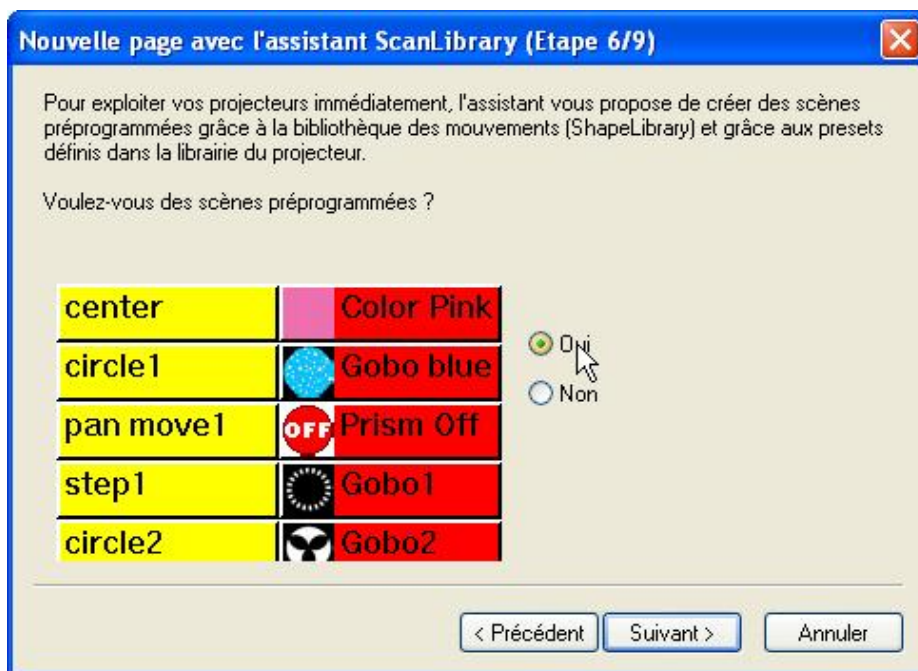 Nouvelle page avec l'assistant ScanLibrary (Etape 6/9)
Pour exploiter vos projecteurs immédiatement, l'assistant vous propose de créer des scènes
préprogrammées grâce à la bibliothèque des mouvements (ShapeLibrary) et grâce aux presets
définis dans la librairie du projecteur.
Voulez-vous des scènes préprogrammées ?
center Color Pink
circle1 Gobo blue
pan move1 OFF Prism Off
step1 Gobo1
circle2 Gobo2
Oui
Non
< Précédent Suivant > Annuler